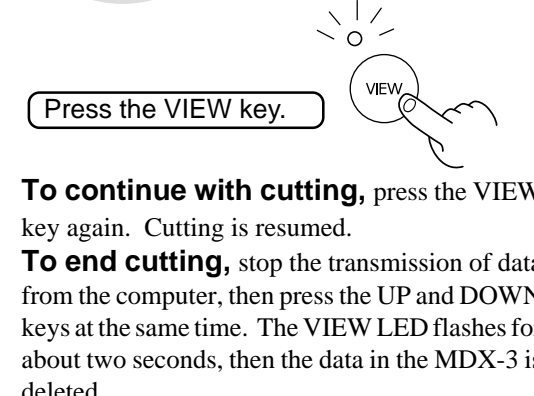 VIEW
Press the VIEW key.
To continue with cutting, press the VIEW
key again. Cutting is resumed.
To end cutting, stop the transmission of data
from the computer, then press the UP and DOWN
keys at the same time. The VIEW LED flashes for
about two seconds, then the data in the MDX-3 is
deleted